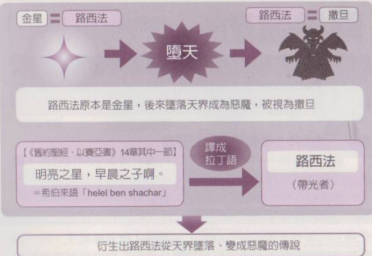 金星 = 路西法
路西法 = 撒旦
墮天
路西法原本是金星，後來墜落天界成為惡魔，被視為撒旦
【《舊約聖經．以賽亞書》14章其中一節】
明亮之星，早晨之子啊。
＝希伯來語「helel ben shachar」
譯成
拉丁語
路西法
（帶光者）
衍生出路西法從天界墜落、變成惡魔的傳說